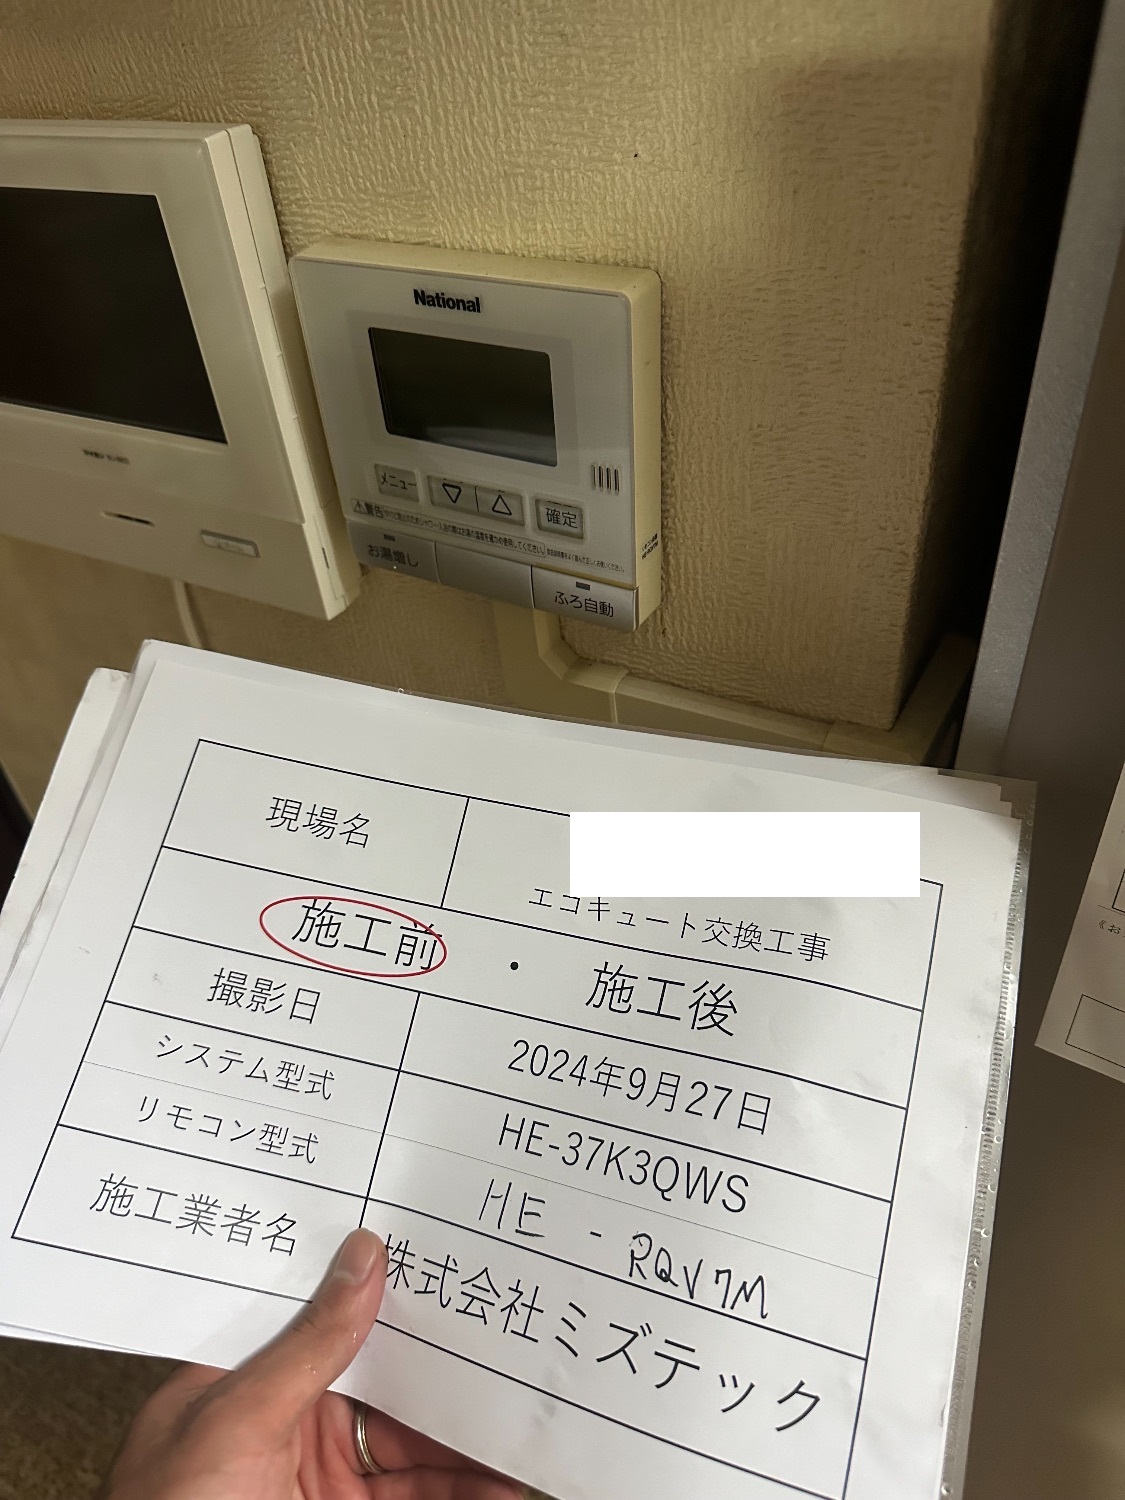 National
メニュー
▽
△
確定
警告
お湯増し
ふろ自動
現場名
エコキュート交換工事
施工前 ・ 施工後
撮影日 2024年9月27日
システム型式 HE-37K3QWS
リモコン型式 HE - RQV7M
施工業者名 株式会社ミズテック